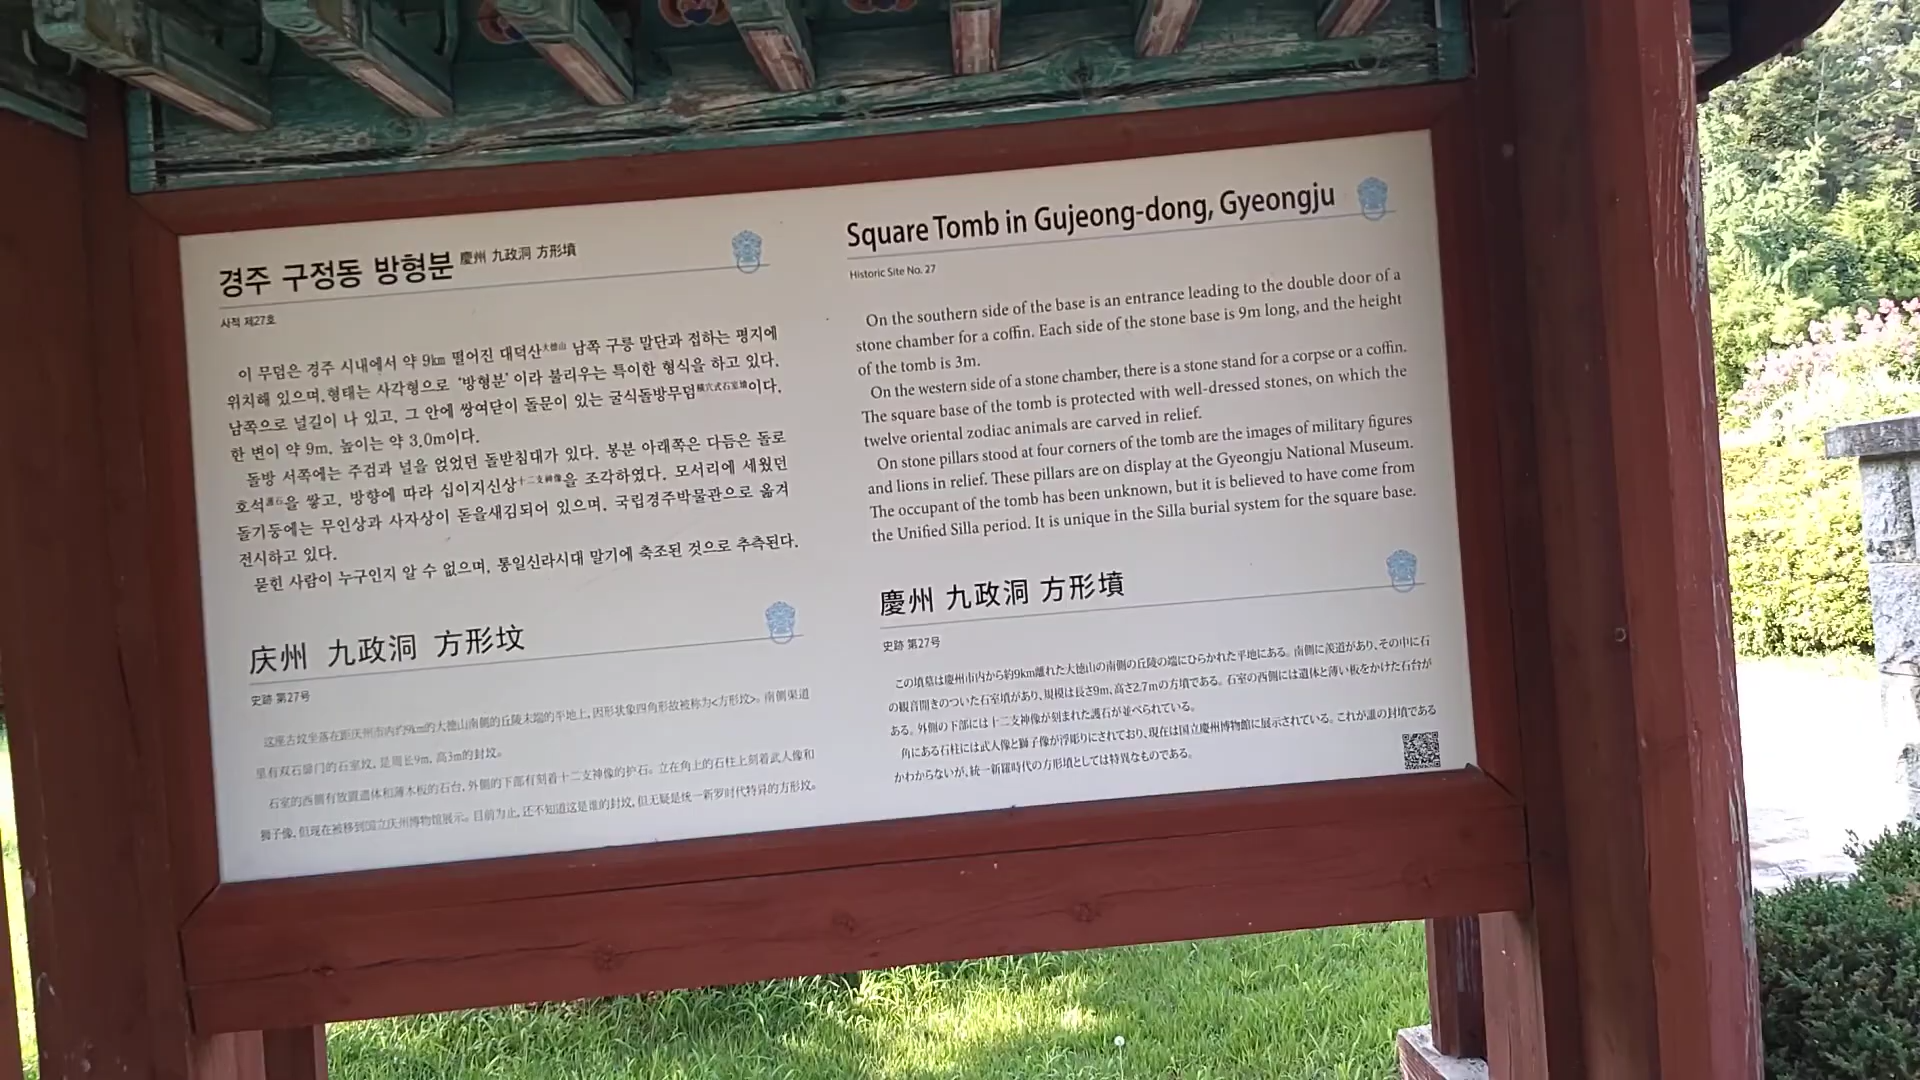 경주 구정동 방형분 慶州 九政洞 方形墳
사적 제27호
이 무덤은 경주 시내에서 약 9km 떨어진 대덕산大德山 남쪽 구릉 말단과 접하는 평지에
위치해 있으며, 형태는 사각형으로 '방형분'이라 불리우는 특이한 형식을 하고 있다.
남쪽으로 널길이 나 있고, 그 안에 쌍여닫이 돌문이 있는 굴식돌방무덤橫穴式石室墳이다.
한 변이 약 9m, 높이는 약 3.0m이다.
돌방 서쪽에는 주검과 널을 얹었던 돌받침대가 있다. 봉분 아래쪽은 다듬은 돌로
호석護石을 쌓고, 방향에 따라 십이지신상十二支神像을 조각하였다. 모서리에 세웠던
돌기둥에는 무인상과 사자상이 돋을새김되어 있으며, 국립경주박물관으로 옮겨
전시하고 있다.
묻힌 사람이 누구인지 알 수 없으며, 통일신라시대 말기에 축조된 것으로 추측된다.
Square Tomb in Gujeong-dong, Gyeongju
Historic Site No. 27
On the southern side of the base is an entrance leading to the double door of a
stone chamber for a coffin. Each side of the stone base is 9m long, and the height
of the tomb is 3m.
On the western side of a stone chamber, there is a stone stand for a corpse or a coffin.
The square base of the tomb is protected with well-dressed stones, on which the
twelve oriental zodiac animals are carved in relief.
On stone pillars stood at four corners of the tomb are the images of military figures
and lions in relief. These pillars are on display at the Gyeongju National Museum.
The occupant of the tomb has been unknown, but it is believed to have come from
the Unified Silla period. It is unique in the Silla burial system for the square base.
庆州 九政洞 方形坟
史跡 第27号
这座古坟坐落在距庆州市内约9km的大德山南侧的丘陵末端的平地上, 因形状象四角形故被称为<方形坟>。南侧渠道
里有双石扇门的石室坟, 是周长9m, 高3m的封坟。
石室的西侧有放置遗体和薄木板的石台, 外侧的下部有刻着十二支神像的护石。立在角上的石柱上刻着武人像和
狮子像, 但现在被移到国立庆州博物馆展示。目前为止, 还不知道这是谁的封坟, 但无疑是统一新罗时代特异的方形坟。
慶州 九政洞 方形墳
史跡 第27号
この墳墓は慶州市内から約9km離れた大徳山の南側の丘陵の端にひらかれた平地にある。南側に羨道があり、その中に石
の観音開きのついた石室墳があり、規模は長さ9m、高さ2.7mの方墳である。石室の西側には遺体と薄い板をかけた石台が
ある。外側の下部には十二支神像が刻まれた護石が並べられている。
角にある石柱には武人像と獅子像が浮彫りにされており、現在は国立慶州博物館に展示されている。これが誰の封墳である
かわからないが、統一新羅時代の方形墳としては特異なものである。